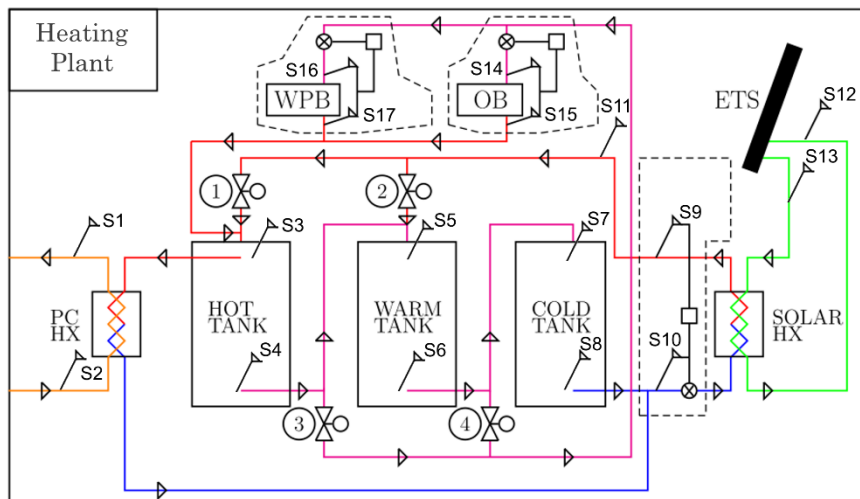 Heating
Plant
S16
WPB
S17
S14
OB
S15
S11
ETS
S12
S13
1
2
S1
S3
S5
S7
S9
PC
HX
HOT
TANK
WARM
TANK
COLD
TANK
SOLAR
HX
S2
S4
S6
S8
S10
3
4